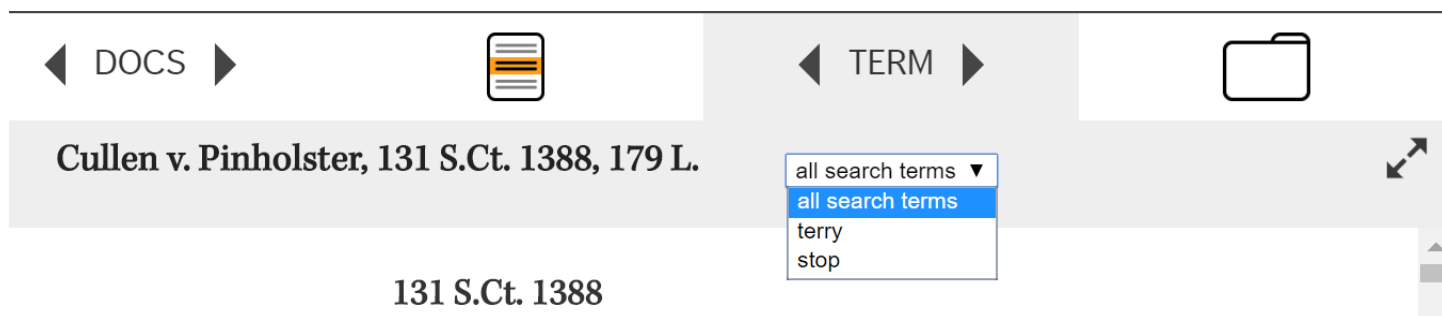 DOCS
TERM
Cullen v. Pinholster, 131 S.Ct. 1388, 179 L.
all search terms ▼
all search terms
terry
stop
131 S.Ct. 1388